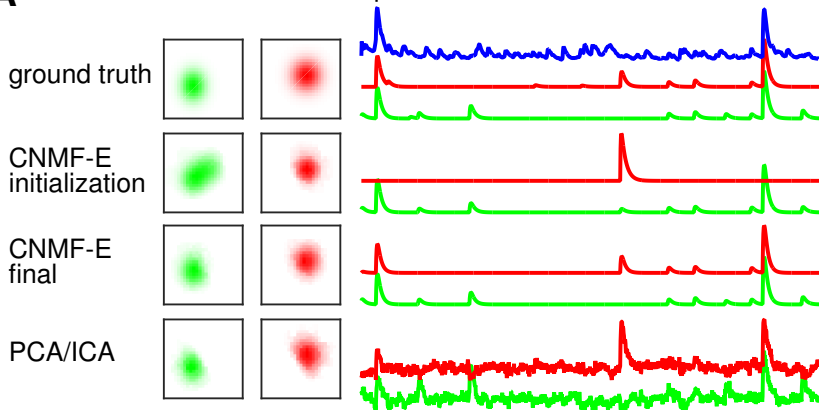 ground truth
CNMF-E
initialization
CNMF-E
final
PCA/ICA